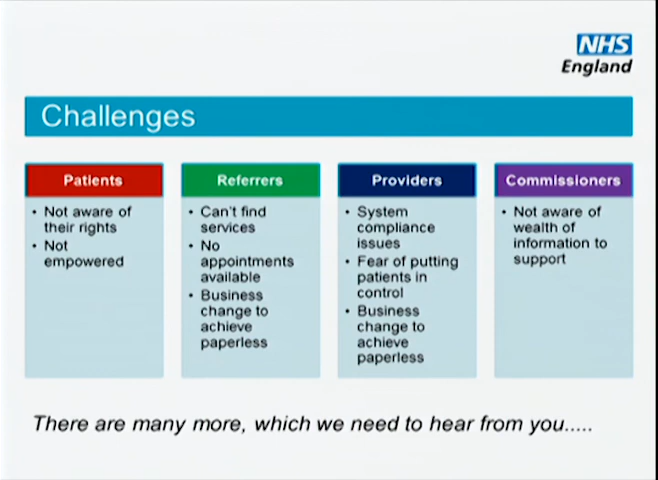 NHS
England
Challenges
Patients
• Not aware of
their rights
• Not
empowered
Referrers
• Can't find
services
• No
appointments
available
• Business
change to
achieve
paperless
Providers
• System
compliance
issues
• Fear of putting
patients in
control
• Business
change to
achieve
paperless
Commissioners
• Not aware of
wealth of
information to
support
There are many more, which we need to hear from you.....